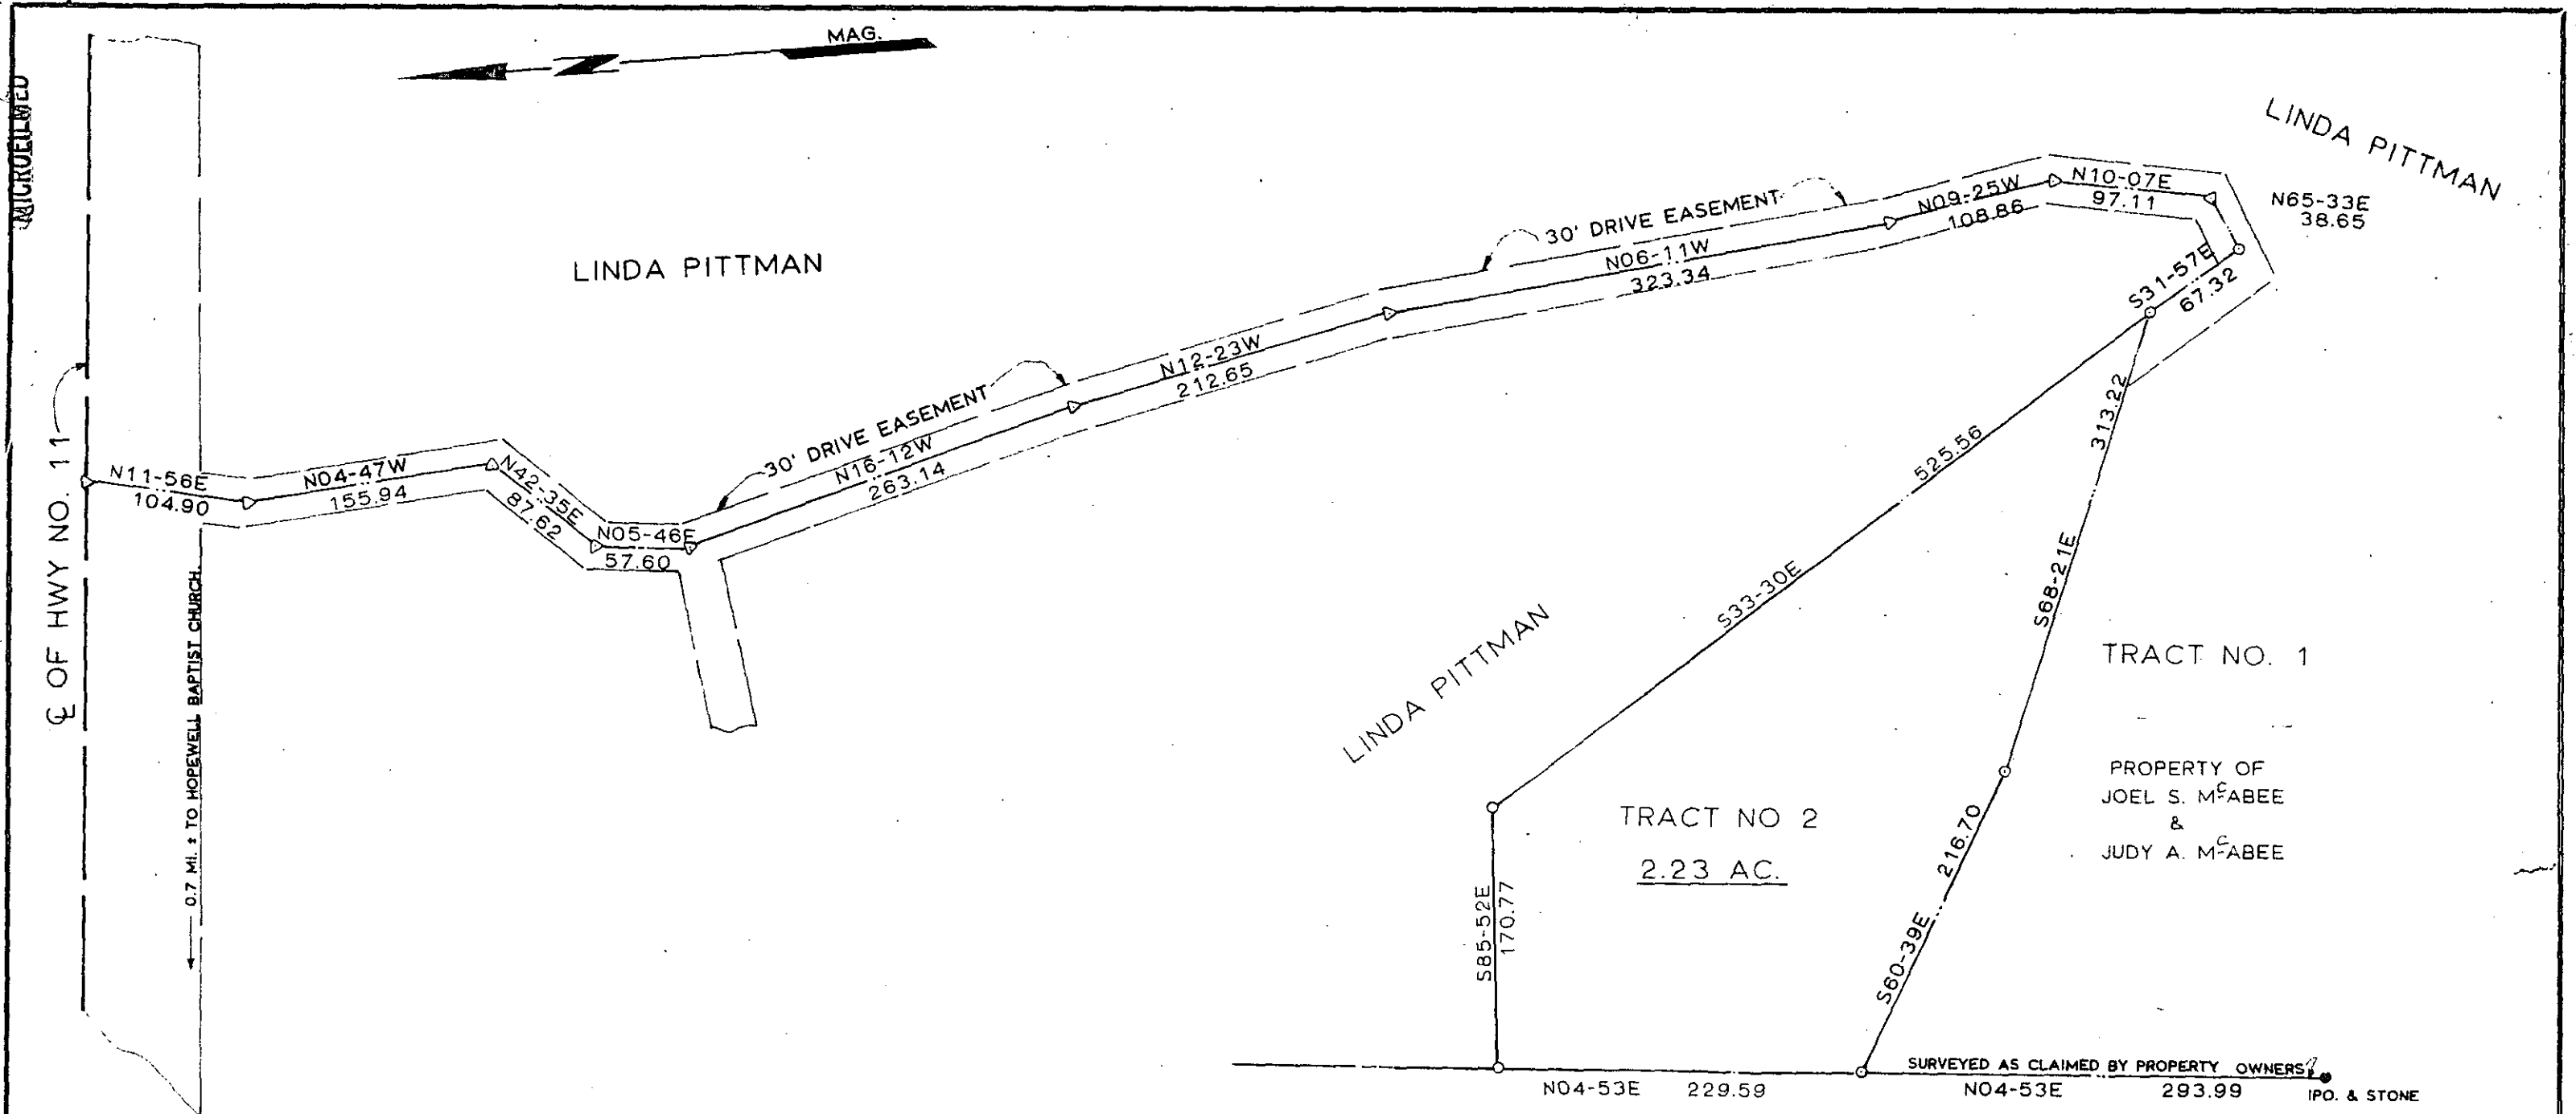 MICROFILMED
MAG.
N
LINDA PITTMAN
LINDA PITTMAN
N65-33E
38.65
N10-07E
97.11
N09-25W
108.86
30' DRIVE EASEMENT
N06-11W
323.34
S31-57E
67.32
N12-23W
212.65
30' DRIVE EASEMENT
N16-12W
263.14
℄ OF HWY NO. 11
N11-56E
104.90
N04-47W
155.94
N42-35E
87.62
N05-46E
57.60
0.7 MI. ± TO HOPEWELL BAPTIST CHURCH.
313.22
S68-21E
525.56
S33-30E
LINDA PITTMAN
TRACT NO. 1
PROPERTY OF
JOEL S. McABEE
&
JUDY A. McABEE
TRACT NO 2
2.23 AC.
S85-52E
170.77
216.70
S60-39E
SURVEYED AS CLAIMED BY PROPERTY OWNERS
N04-53E 229.59
N04-53E 293.99
IPO. & STONE